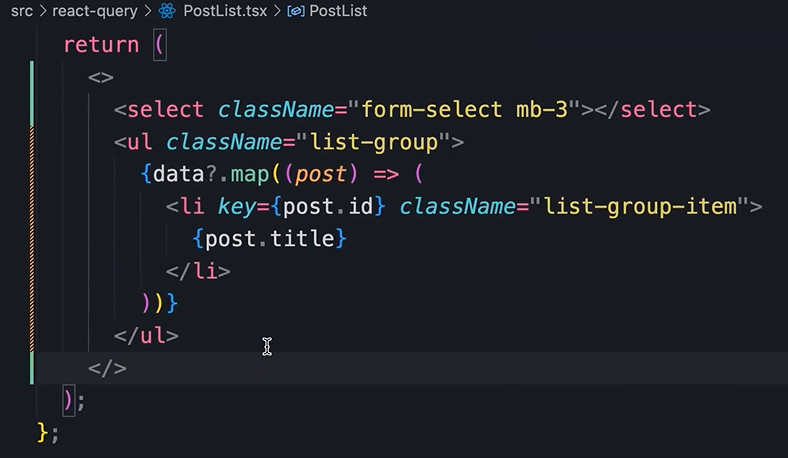 src > react-query > PostList.tsx > PostList
return (
<>
<select className="form-select mb-3"></select>
<ul className="list-group">
{data?.map((post) => (
<li key={post.id} className="list-group-item">
{post.title}
</li>
))}
</ul>
</>
);
};